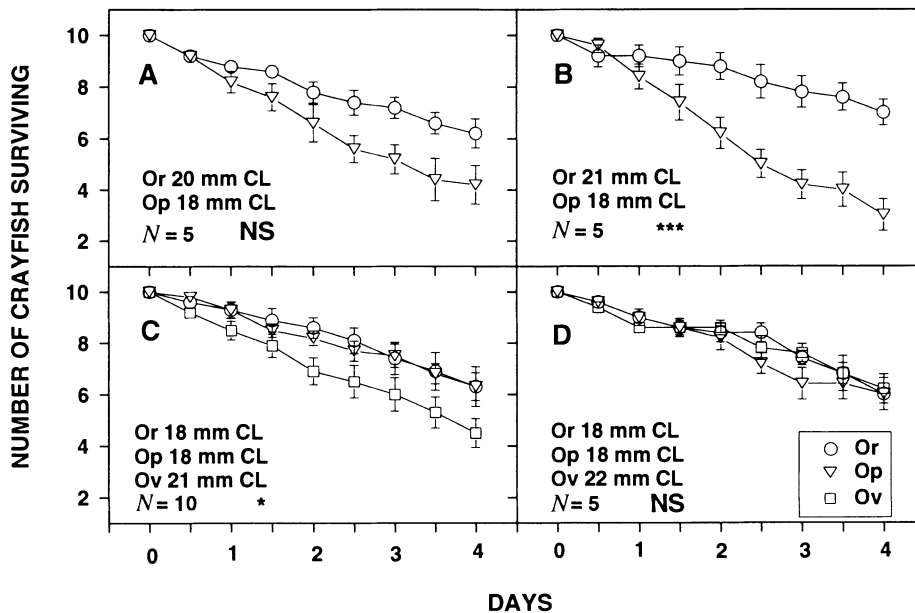 NUMBER OF CRAYFISH SURVIVING
10
8
6
4
2
A
Or 20 mm CL
Op 18 mm CL
N = 5 NS
B
Or 21 mm CL
Op 18 mm CL
N = 5 ***
10
8
6
4
2
C
Or 18 mm CL
Op 18 mm CL
Ov 21 mm CL
N = 10 *
D
Or 18 mm CL
Op 18 mm CL
Ov 22 mm CL
N = 5 NS
Or
Op
Ov
0 1 2 3 4
0 1 2 3 4
DAYS